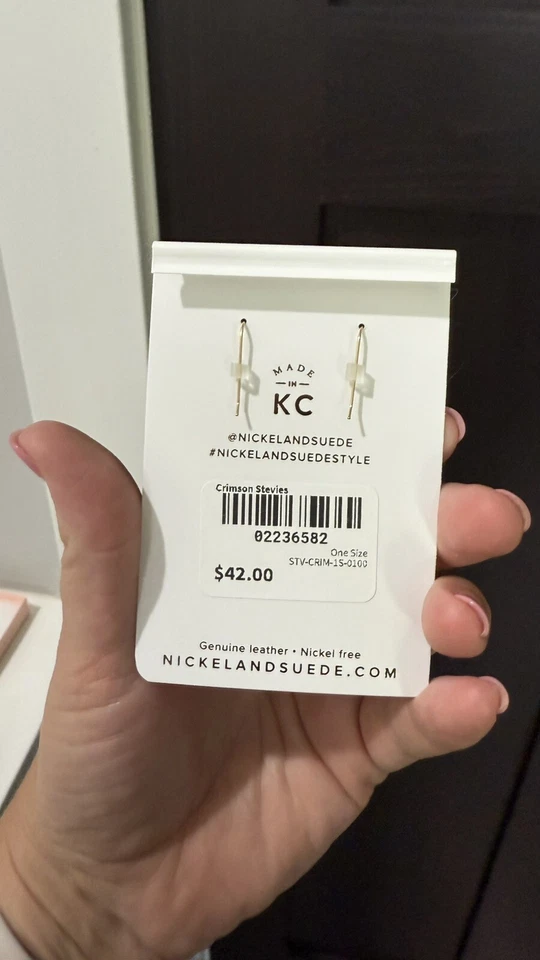 MADE
IN
KC
@NICKELANDSUEDE
#NICKELANDSUEDESTYLE
Crimson Stevies
02236582
One Size
STV-CRIM-1S-0100
$42.00
Genuine leather • Nickel free
NICKELANDSUEDE.COM